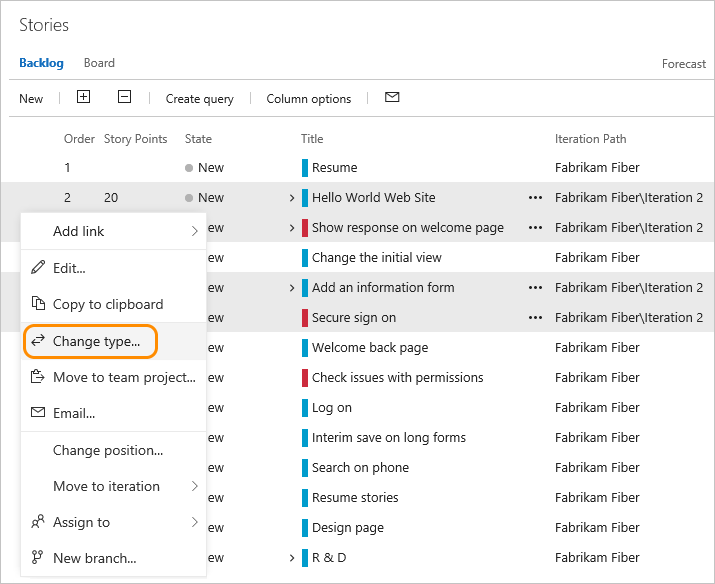 Stories
Backlog Board Forecast
New Create query Column options
Order Story Points State Title Iteration Path
1 New Resume Fabrikam Fiber
2 20 New Hello World Web Site ••• Fabrikam Fiber\Iteration 2
Add link ew Show response on welcome page ••• Fabrikam Fiber\Iteration 2
ew Change the initial view Fabrikam Fiber
Edit...
ew Add an information form ••• Fabrikam Fiber\Iteration 2
Copy to clipboard
ew Secure sign on ••• Fabrikam Fiber\Iteration 2
Change type... ew Welcome back page Fabrikam Fiber
Move to team project... ew Check issues with permissions Fabrikam Fiber
Email... ew Log on Fabrikam Fiber
ew Interim save on long forms Fabrikam Fiber
Change position...
ew Search on phone Fabrikam Fiber
Move to iteration
ew Resume stories Fabrikam Fiber
Assign to ew Design page Fabrikam Fiber
New branch... ew R & D Fabrikam Fiber